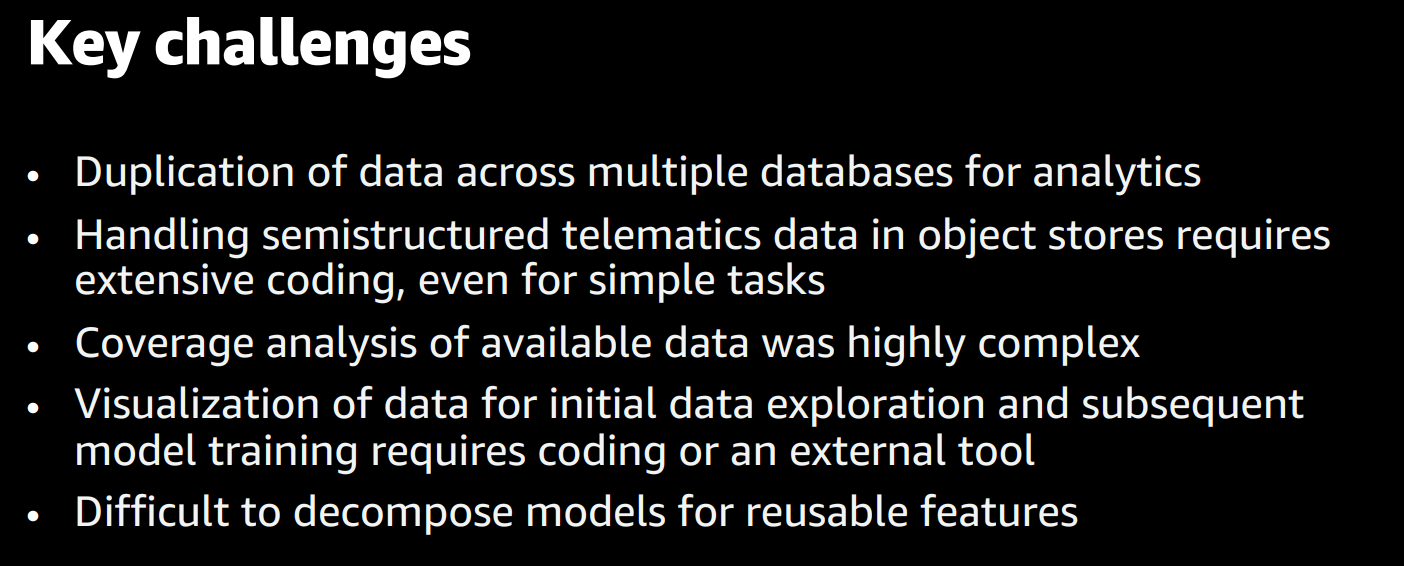 Key challenges
• Duplication of data across multiple databases for analytics
• Handling semistructured telematics data in object stores requires
extensive coding, even for simple tasks
• Coverage analysis of available data was highly complex
• Visualization of data for initial data exploration and subsequent
model training requires coding or an external tool
• Difficult to decompose models for reusable features